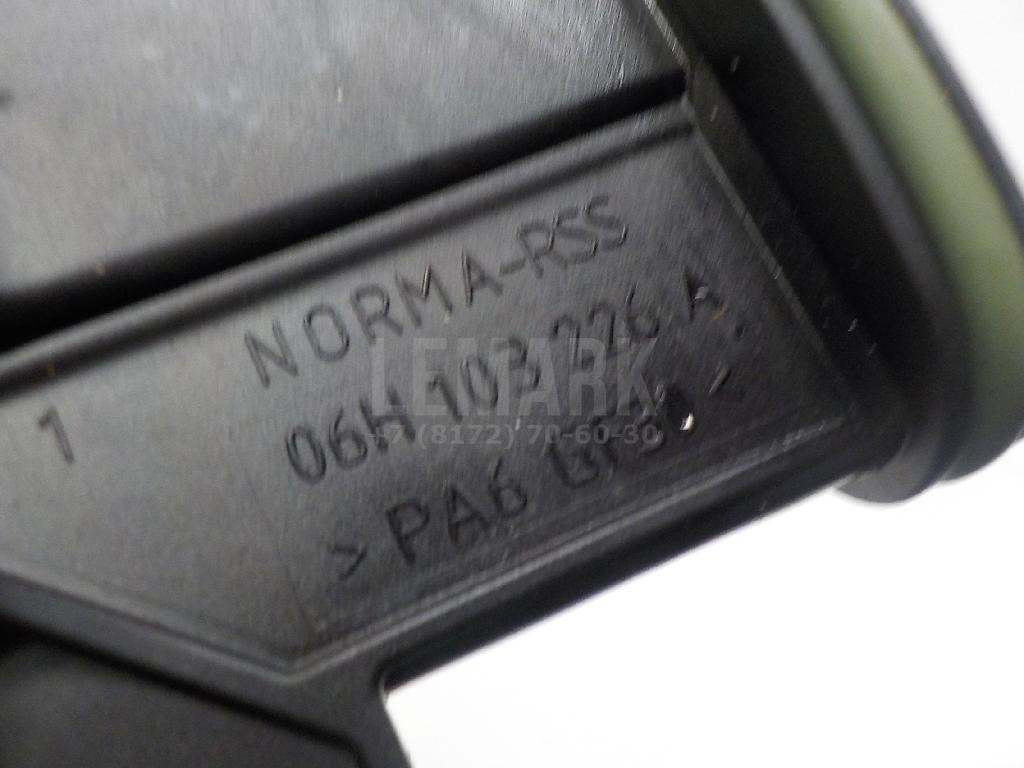 NORMA-RSS
06H 103 226 A
>PA6 GF30<
1
LEMARK
+7 (8172) 70-60-30